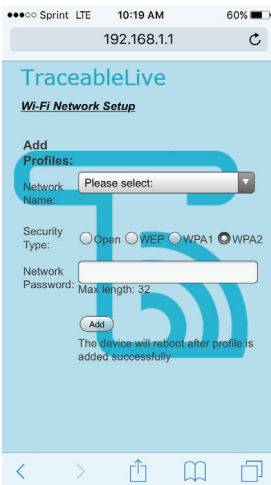 Sprint LTE 10:19 AM 60%
192.168.1.1
TraceableLive
Wi-Fi Network Setup
Add
Profiles:
Network
Name:
Please select:
Security
Type:
Open WEP WPA1 WPA2
Network
Password:
Max length: 32
Add
The device will reboot after profile is
added successfully